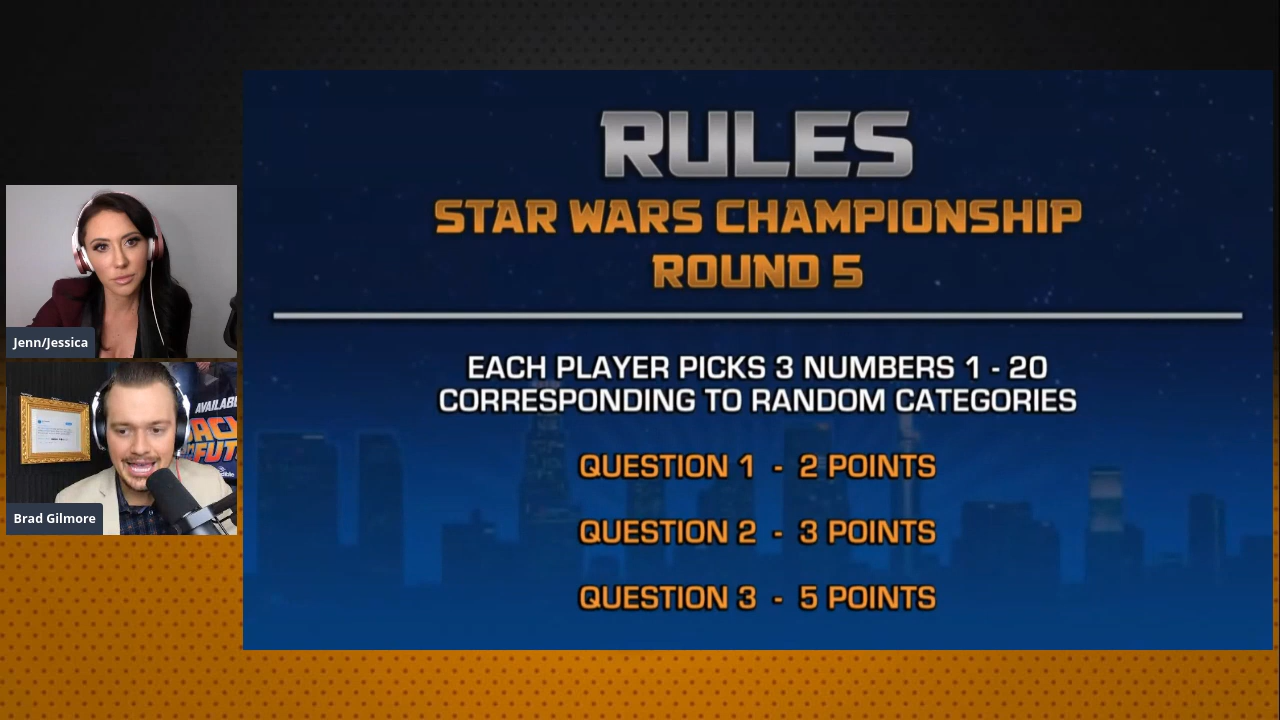 RULES
STAR WARS CHAMPIONSHIP
ROUND 5
EACH PLAYER PICKS 3 NUMBERS 1 - 20
CORRESPONDING TO RANDOM CATEGORIES
QUESTION 1 - 2 POINTS
QUESTION 2 - 3 POINTS
QUESTION 3 - 5 POINTS
Jenn/Jessica
Brad Gilmore